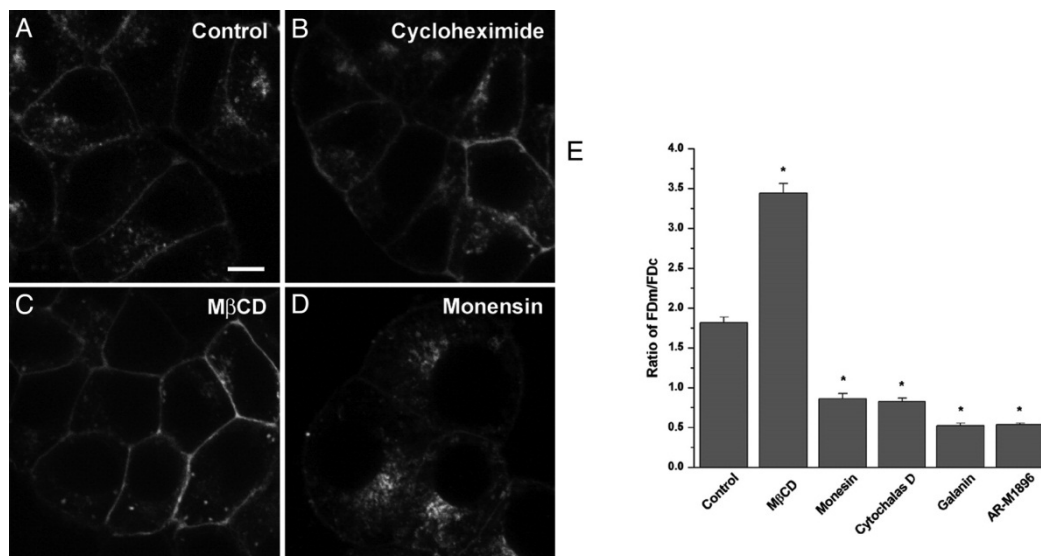 A
Control
B
Cycloheximide
C
MβCD
D
Monensin
E
Ratio of FDm/FDc
4.0
3.5
3.0
2.5
2.0
1.5
1.0
0.5
0.0
*
*
*
*
*
Control
MβCD
Monesin
Cytochalas D
Galanin
AR-M1896